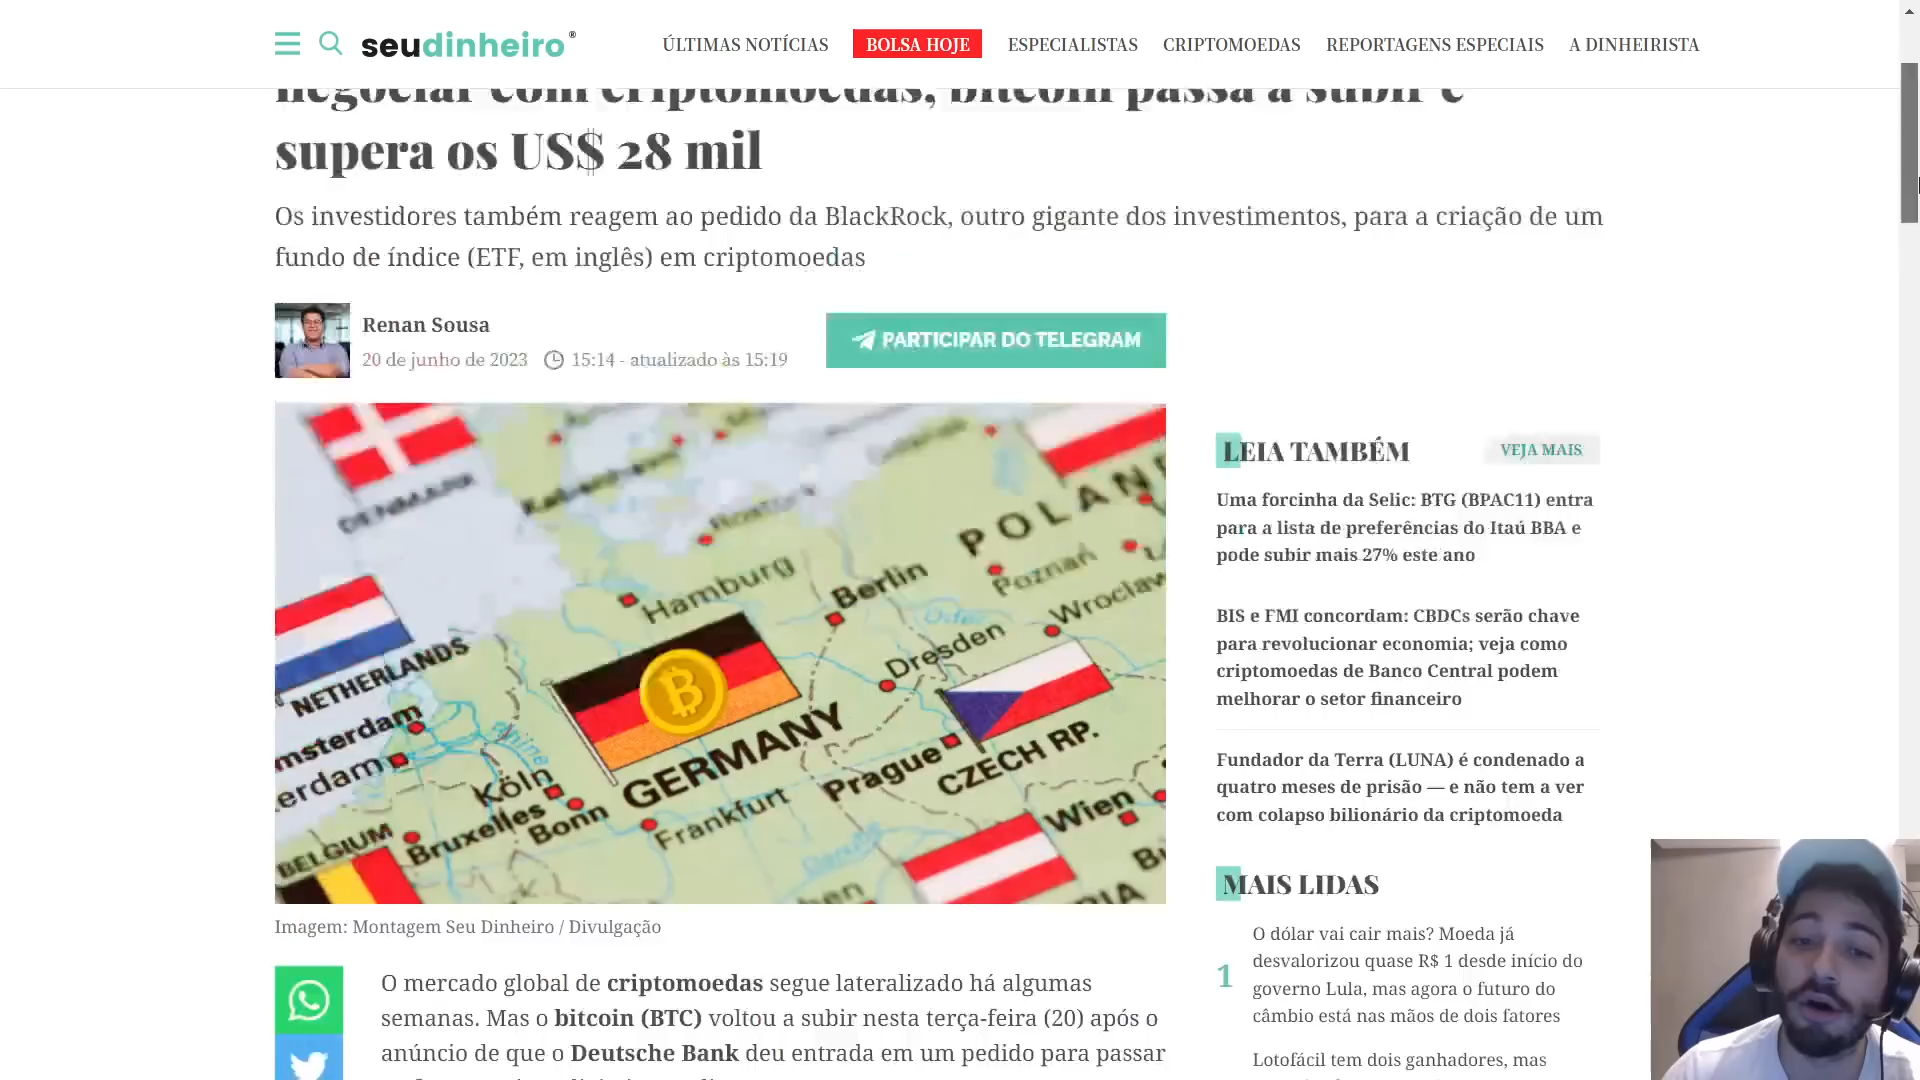 seudinheiro®
ÚLTIMAS NOTÍCIAS BOLSA HOJE ESPECIALISTAS CRIPTOMOEDAS REPORTAGENS ESPECIAIS A DINHEIRISTA
negociar com criptomoedas, bitcoin passa a subir e
supera os US$ 28 mil
Os investidores também reagem ao pedido da BlackRock, outro gigante dos investimentos, para a criação de um
fundo de índice (ETF, em inglês) em criptomoedas
Renan Sousa
20 de junho de 2023 15:14 - atualizado às 15:19
PARTICIPAR DO TELEGRAM
DENMARK
Rostock
POLAND
Hamburg
Berlin
Poznań
Wroclaw
Oder
Dresden
NETHERLANDS
msterdam
erdam
Rhine
Köln
GERMANY
Prague
CZECH RP.
Bruxelles
Bonn
Frankfurt
Wien
BELGIUM
Danube
Imagem: Montagem Seu Dinheiro / Divulgação
O mercado global de criptomoedas segue lateralizado há algumas
semanas. Mas o bitcoin (BTC) voltou a subir nesta terça-feira (20) após o
anúncio de que o Deutsche Bank deu entrada em um pedido para passar
LEIA TAMBÉM
VEJA MAIS
Uma forcinha da Selic: BTG (BPAC11) entra
para a lista de preferências do Itaú BBA e
pode subir mais 27% este ano
BIS e FMI concordam: CBDCs serão chave
para revolucionar economia; veja como
criptomoedas de Banco Central podem
melhorar o setor financeiro
Fundador da Terra (LUNA) é condenado a
quatro meses de prisão — e não tem a ver
com colapso bilionário da criptomoeda
MAIS LIDAS
1
O dólar vai cair mais? Moeda já
desvalorizou quase R$ 1 desde início do
governo Lula, mas agora o futuro do
câmbio está nas mãos de dois fatores
Lotofácil tem dois ganhadores, mas